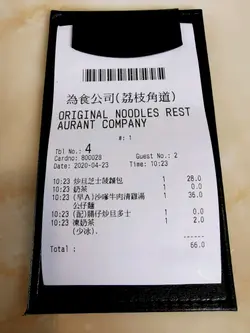 為食公司(荔枝角道)
ORIGINAL NOODLES REST
AURANT COMPANY
#: 1
Tbl No.: 4
Cardno: 800028 Guest No.: 2
Date: 2020-04-23 Time: 10:23
10:23 炒旦芝士豬麵包 1 28.0
10:23 奶茶 1 0.0
10:23 (早A)沙嗲牛肉清雞湯 1 36.0
公仔麵
10:23 (配)腸仔炒旦多士 1 0.0
10:23 凍奶茶 1 2.0
(少冰).
Total : 66.0